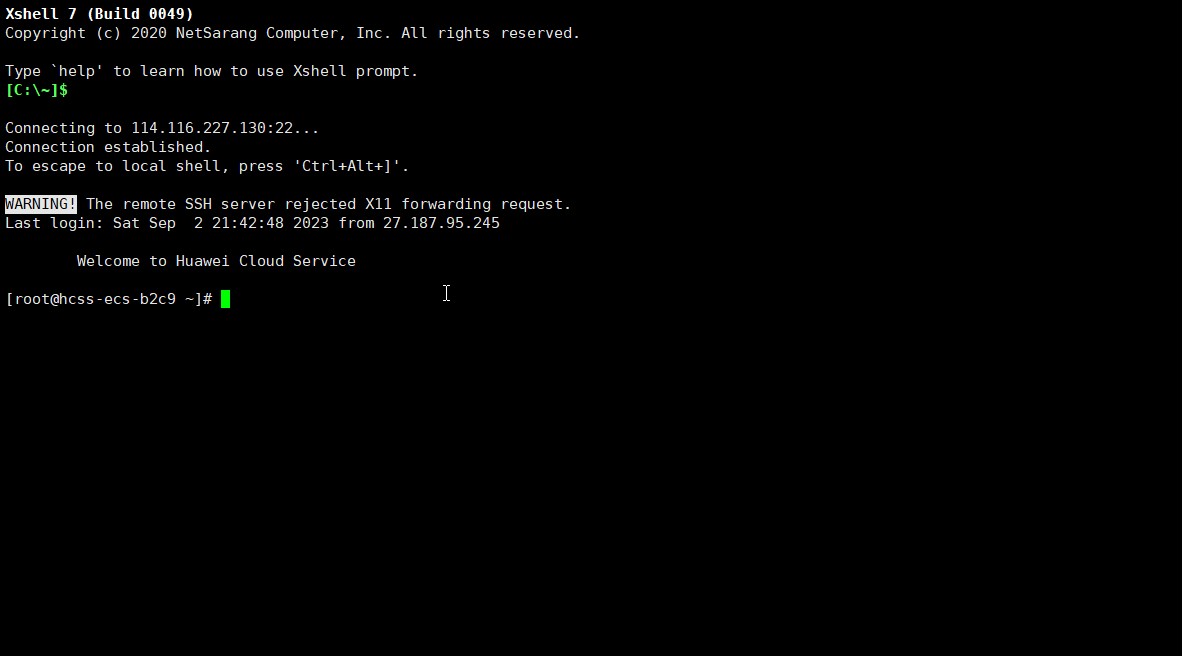 Xshell 7 (Build 0049)
Copyright (c) 2020 NetSarang Computer, Inc. All rights reserved.
Type `help' to learn how to use Xshell prompt.
[C:\~]$
Connecting to 114.116.227.130:22...
Connection established.
To escape to local shell, press 'Ctrl+Alt+]'.
WARNING! The remote SSH server rejected X11 forwarding request.
Last login: Sat Sep  2 21:42:48 2023 from 27.187.95.245
Welcome to Huawei Cloud Service
[root@hcss-ecs-b2c9 ~]#